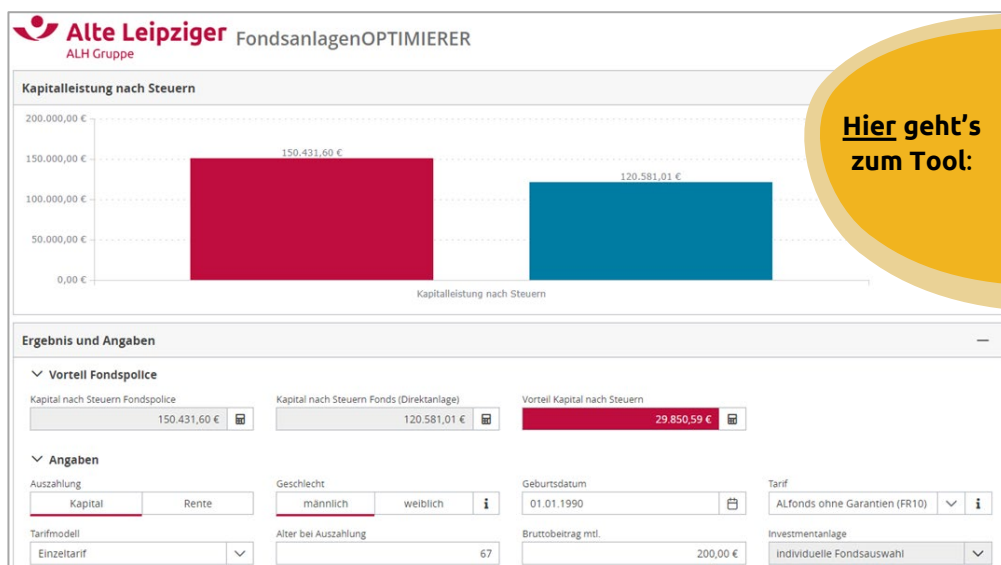 Alte Leipziger
ALH Gruppe
FondsanlagenOPTIMIERER
Kapitalleistung nach Steuern
200.000,00 €
150.000,00 €
100.000,00 €
50.000,00 €
0,00 €
150.431,60 €
120.581,01 €
Kapitalleistung nach Steuern
Hier geht's
zum Tool:
Ergebnis und Angaben
Vorteil Fondspolice
Kapital nach Steuern Fondspolice
Kapital nach Steuern Fonds (Direktanlage)
Vorteil Kapital nach Steuern
150.431,60 €
120.581,01 €
29.850,59 €
Angaben
Auszahlung
Geschlecht
Geburtsdatum
Tarif
Kapital
Rente
männlich
weiblich
i
01.01.1990
ALfonds ohne Garantien (FR10)
i
Tarifmodell
Alter bei Auszahlung
Bruttobeitrag mtl.
Investmentanlage
Einzeltarif
67
200,00 €
individuelle Fondsauswahl